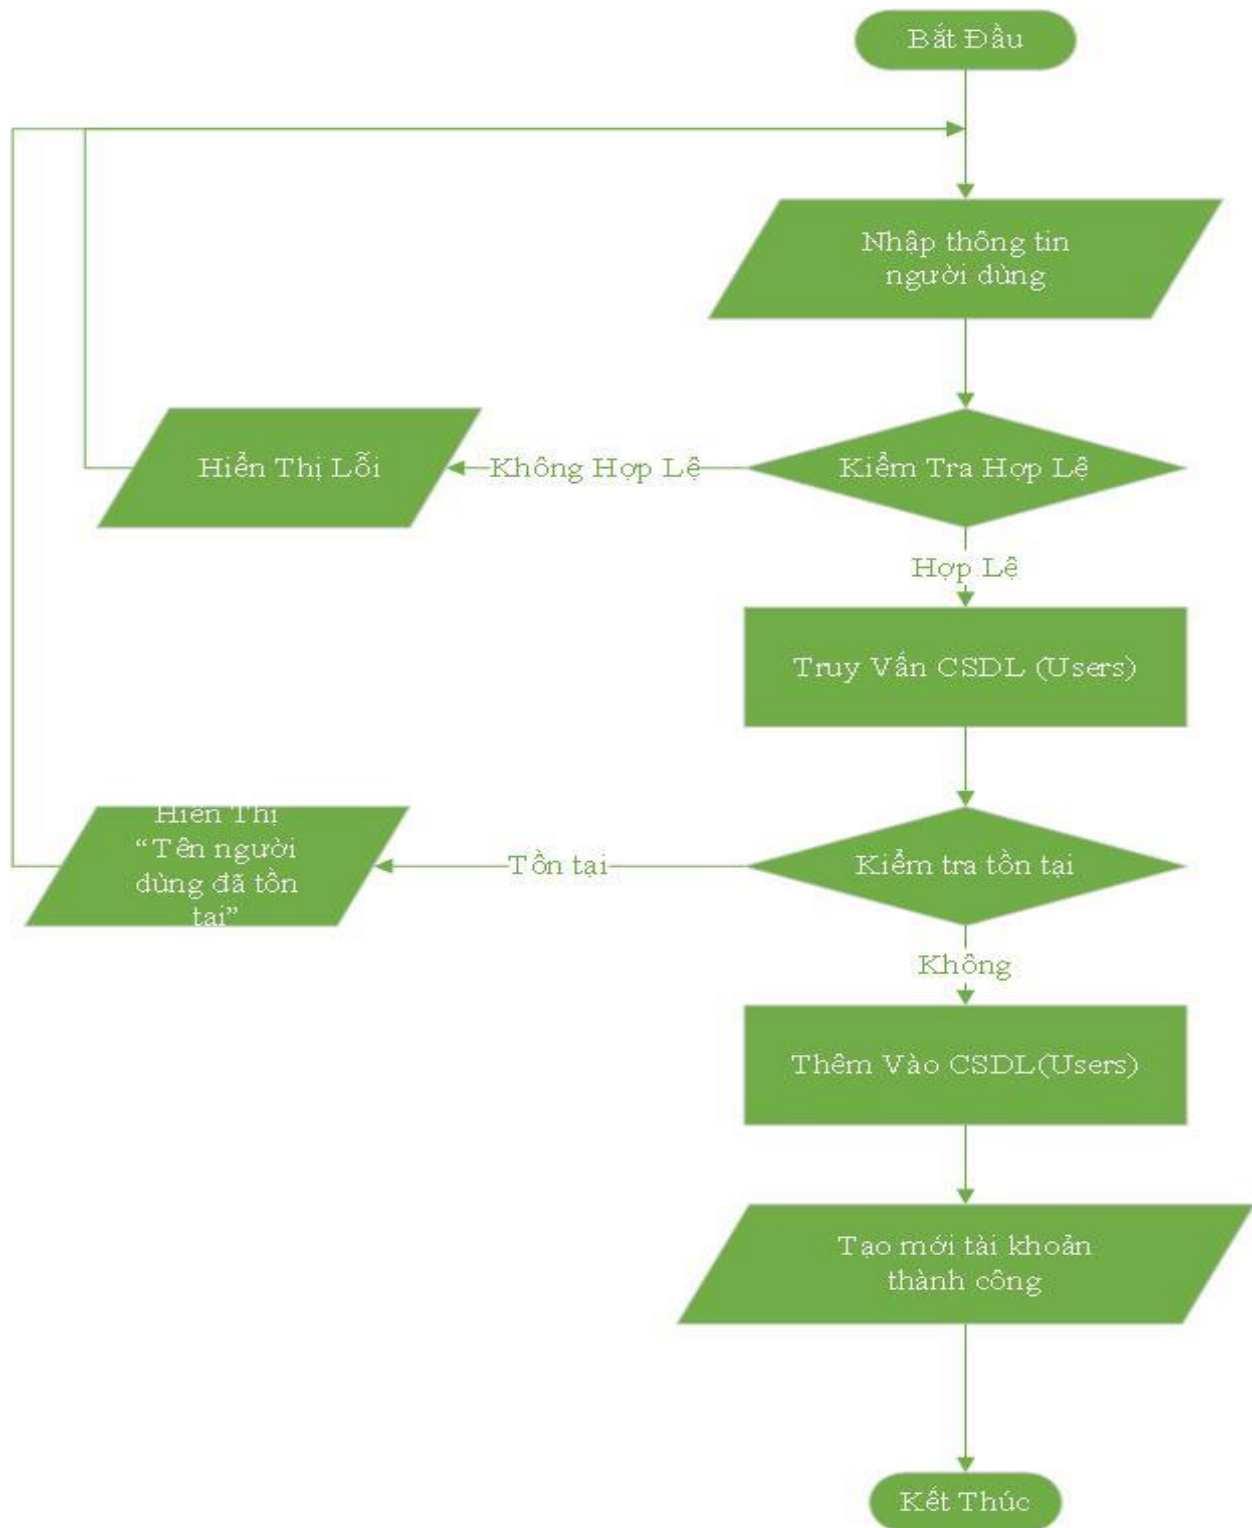 Bắt Đầu
Nhập thông tin
người dùng
Kiểm Tra Hợp Lệ
Không Hợp Lệ
Hiển Thị Lỗi
Hợp Lệ
Truy Vấn CSDL (Users)
Kiểm tra tồn tại
Tồn tại
Hiển Thị
“Tên người
dùng đã tồn
tại”
Không
Thêm Vào CSDL(Users)
Tạo mới tài khoản
thành công
Kết Thúc